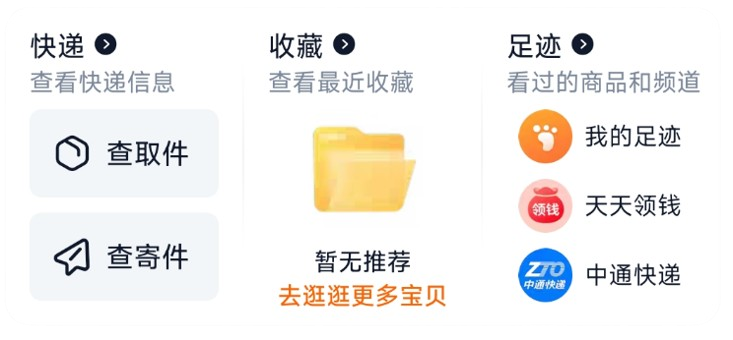 快递
查看快递信息
查取件
查寄件
收藏
查看最近收藏
暂无推荐
去逛逛更多宝贝
足迹
看过的商品和频道
我的足迹
领钱
天天领钱
ZTO
中通快递
中通快递